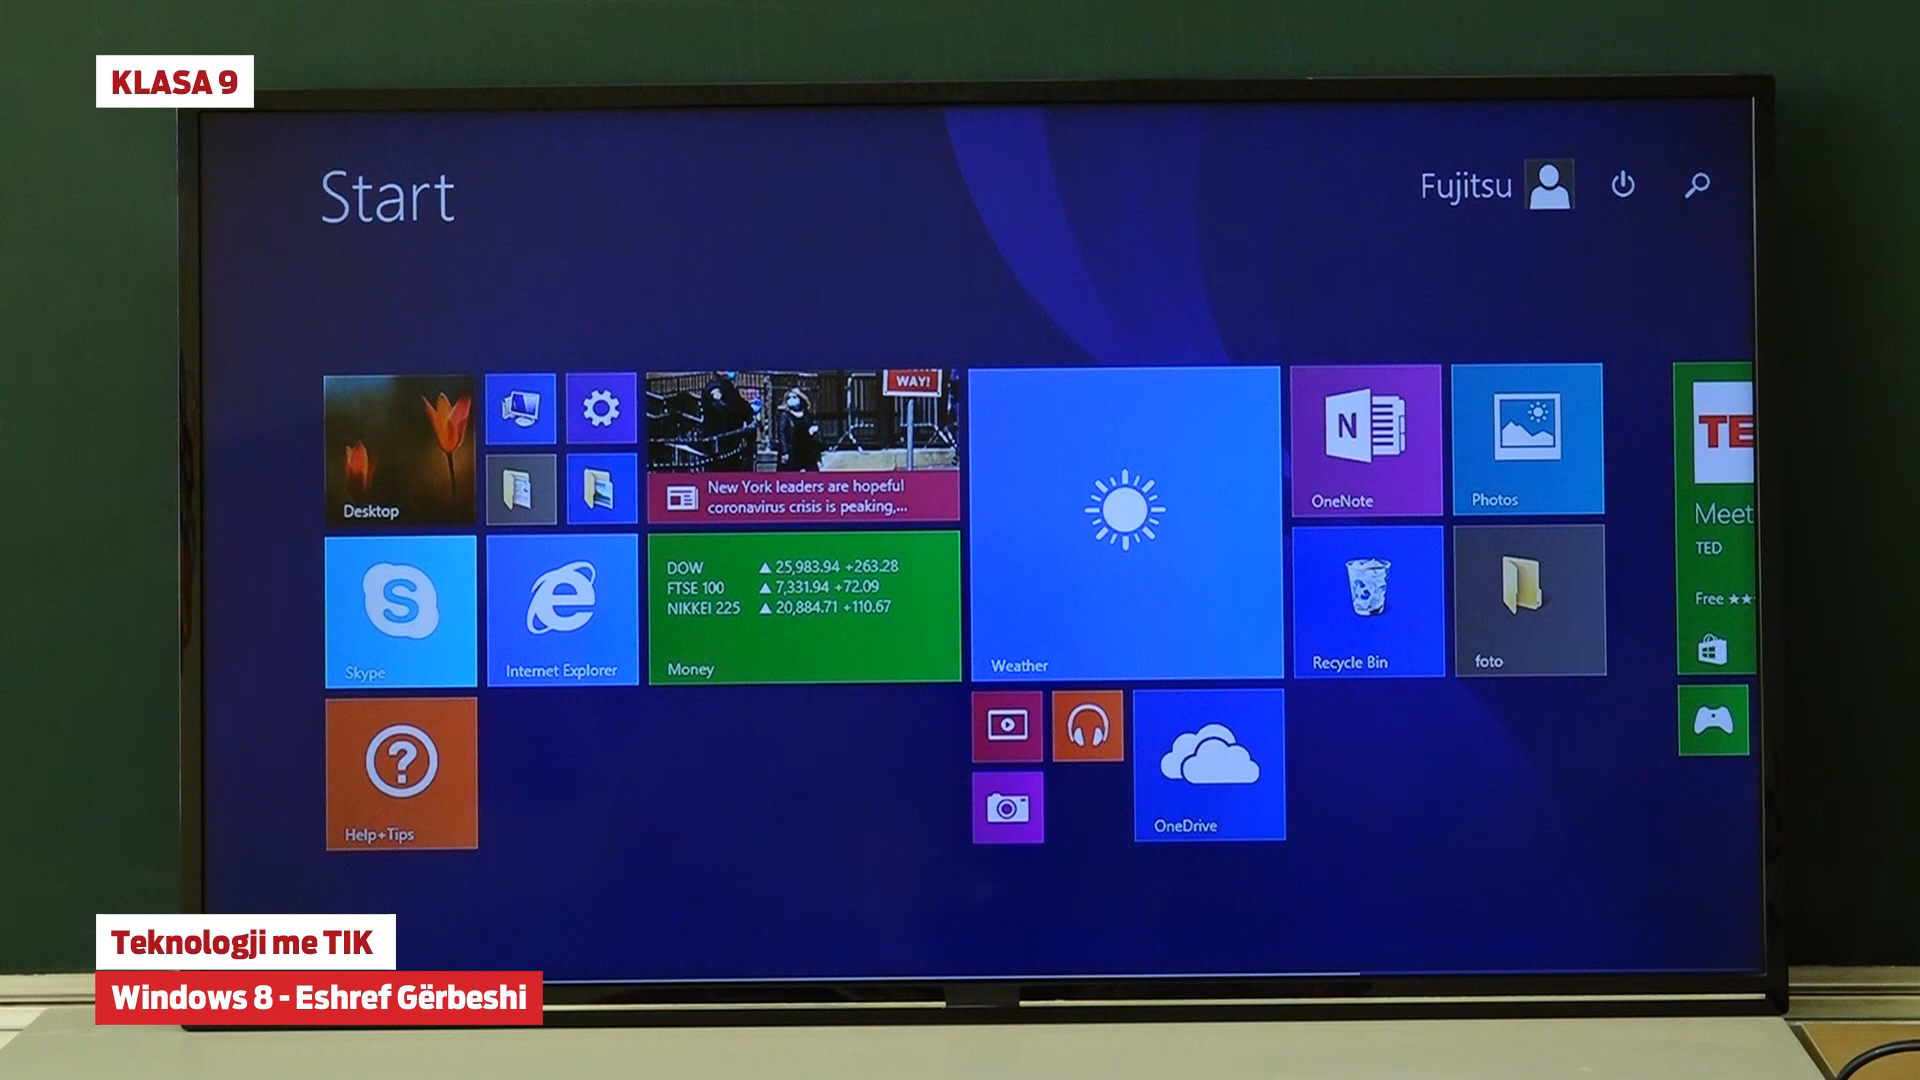 KLASA 9
Start
Fujitsu
WAY!
New York leaders are hopeful
coronavirus crisis is peaking,...
Desktop
OneNote
Photos
TED
Meet
TED
Free
DOW ▲ 25,983.94 +263.28
FTSE 100 ▲ 7,331.94 +72.09
NIKKEI 225 ▲ 20,884.71 +110.67
Skype
Internet Explorer
Money
Weather
Recycle Bin
foto
Help+Tips
OneDrive
Teknologji me TIK
Windows 8 - Eshref Gërbeshi